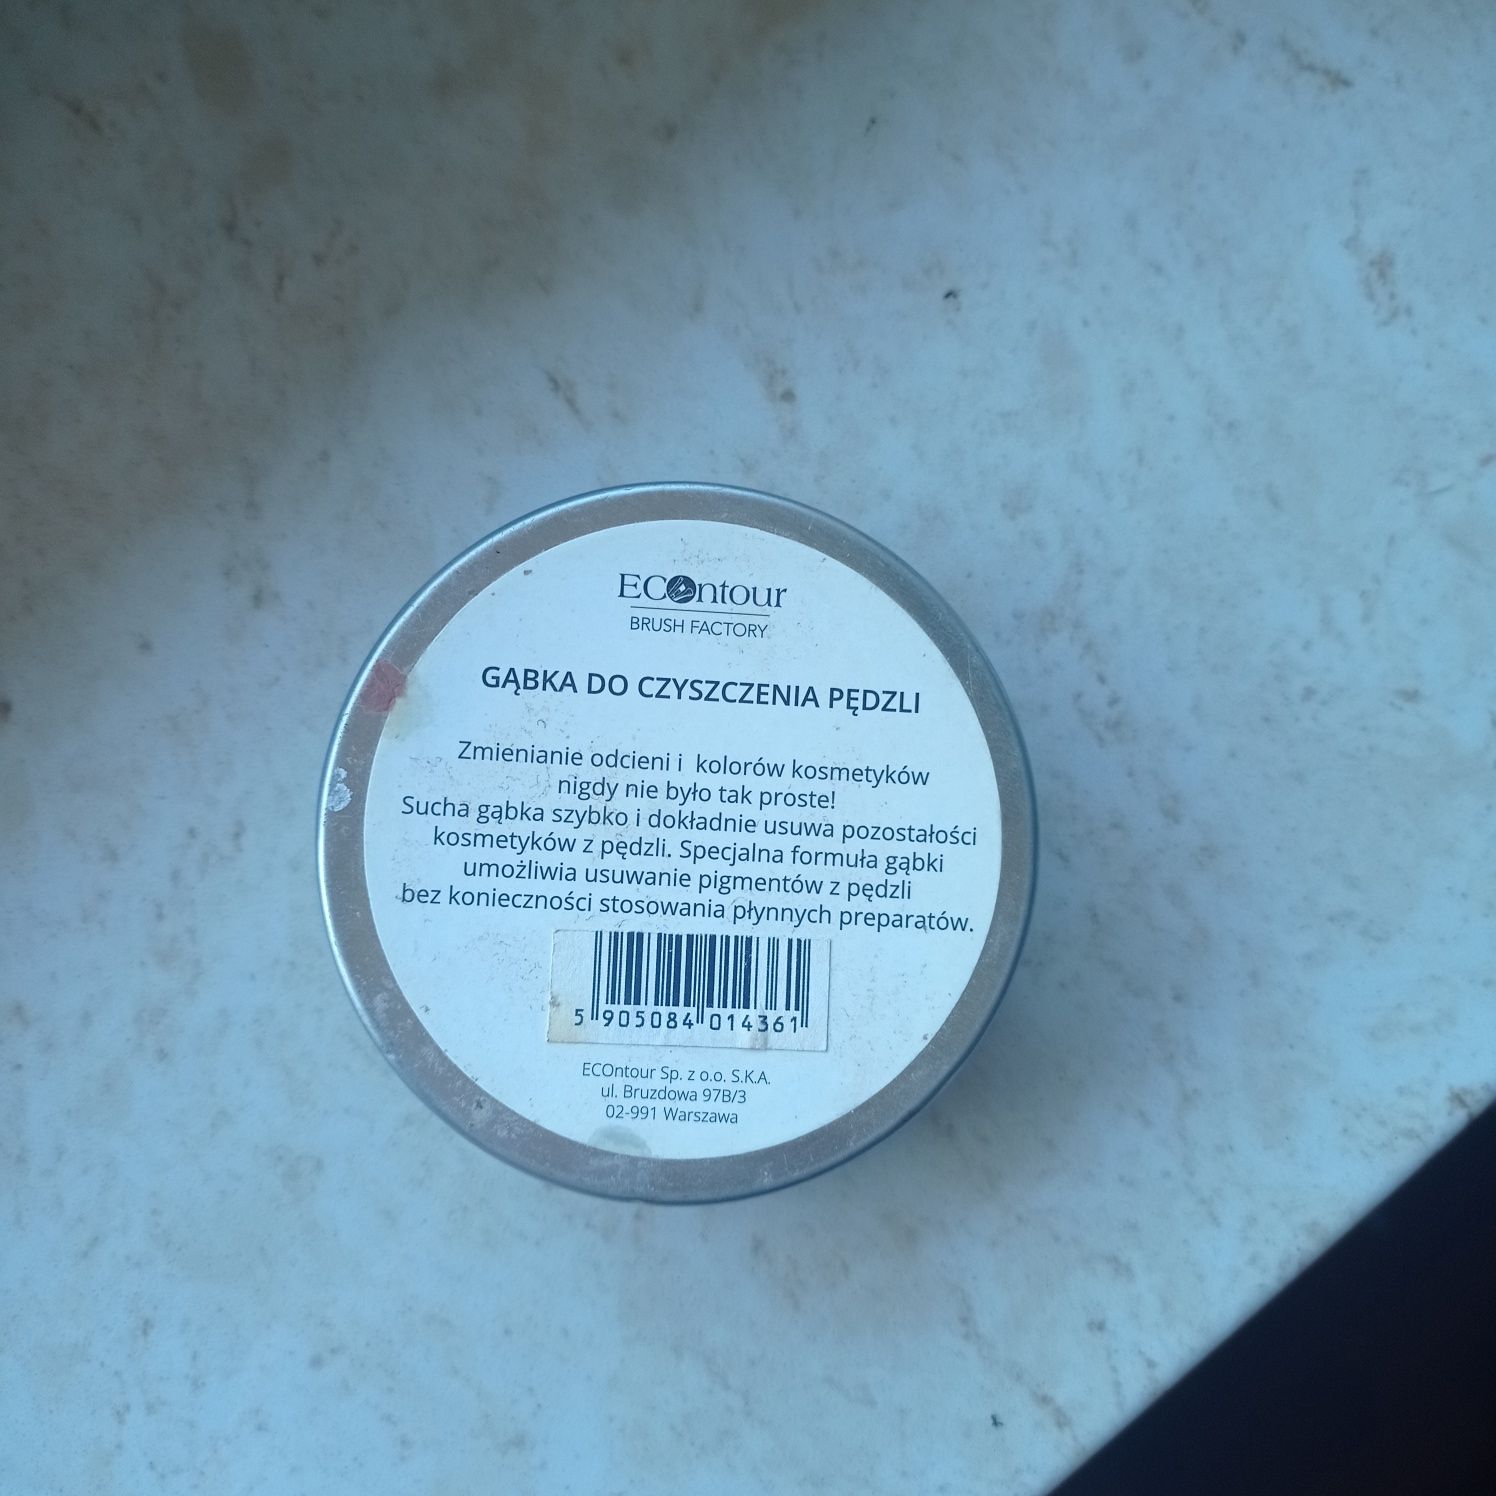 ECOntour
BRUSH FACTORY
GĄBKA DO CZYSZCZENIA PĘDZLI
Zmienianie odcieni i kolorów kosmetyków
nigdy nie było tak proste!
Sucha gąbka szybko i dokładnie usuwa pozostałości
kosmetyków z pędzli. Specjalna formuła gąbki
umożliwia usuwanie pigmentów z pędzli
bez konieczności stosowania płynnych preparatów.
5 905084 014361
ECOntour Sp. z o.o. S.K.A.
ul. Bruzdowa 97B/3
02-991 Warszawa